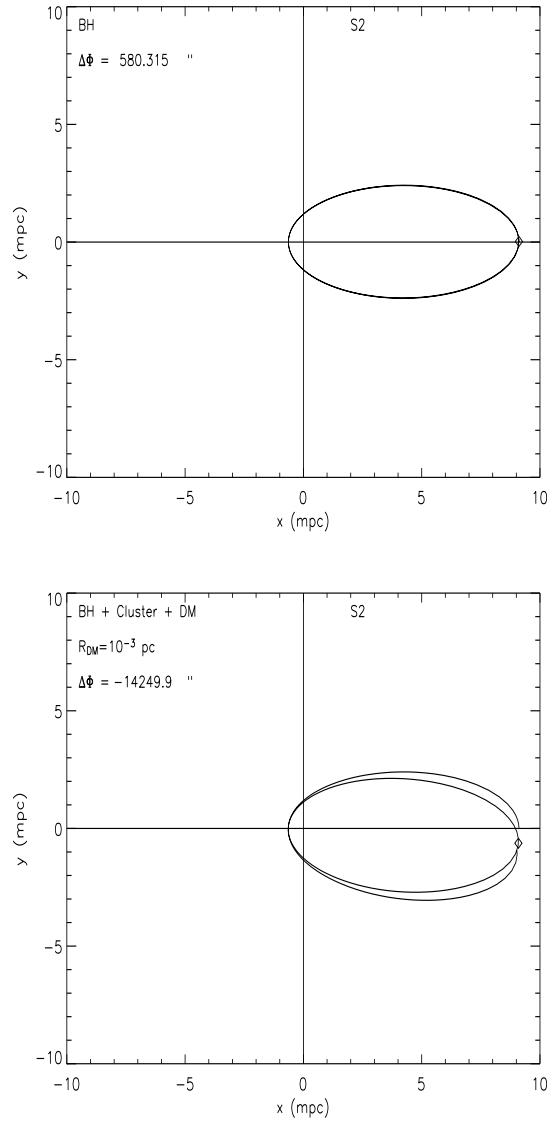 BH S2
ΔΦ = 580.315 "
10
5
0
−5
−10
y (mpc)
−10 −5 0 5 10
x (mpc)
BH + Cluster + DM S2
R_DM=10⁻³ pc
ΔΦ = −14249.9 "
10
5
0
−5
−10
y (mpc)
−10 −5 0 5 10
x (mpc)